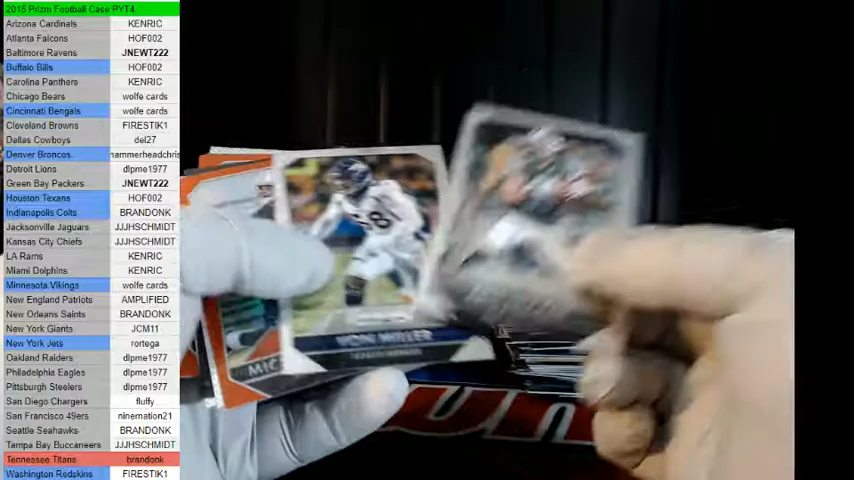 2015 Prizm Football Case PYT4
Arizona Cardinals KENRIC
Atlanta Falcons HOF002
Baltimore Ravens JNEWT222
Buffalo Bills HOF002
Carolina Panthers KENRIC
Chicago Bears wolfe cards
Cincinnati Bengals wolfe cards
Cleveland Browns FIRESTIK1
Dallas Cowboys del27
Denver Broncos hammerheadchris
Detroit Lions dlpme1977
Green Bay Packers JNEWT222
Houston Texans HOF002
Indianapolis Colts BRANDONK
Jacksonville Jaguars JJJHSCHMIDT
Kansas City Chiefs JJJHSCHMIDT
LA Rams KENRIC
Miami Dolphins KENRIC
Minnesota Vikings wolfe cards
New England Patriots AMPLIFIED
New Orleans Saints BRANDONK
New York Giants JCM11
New York Jets rortega
Oakland Raiders dlpme1977
Philadelphia Eagles dlpme1977
Pittsburgh Steelers dlpme1977
San Diego Chargers fluffy
San Francisco 49ers ninernation21
Seattle Seahawks BRANDONK
Tampa Bay Buccaneers JJJHSCHMIDT
Tennessee Titans brandonk
Washington Redskins FIRESTIK1
58
VON MILLER
MIC